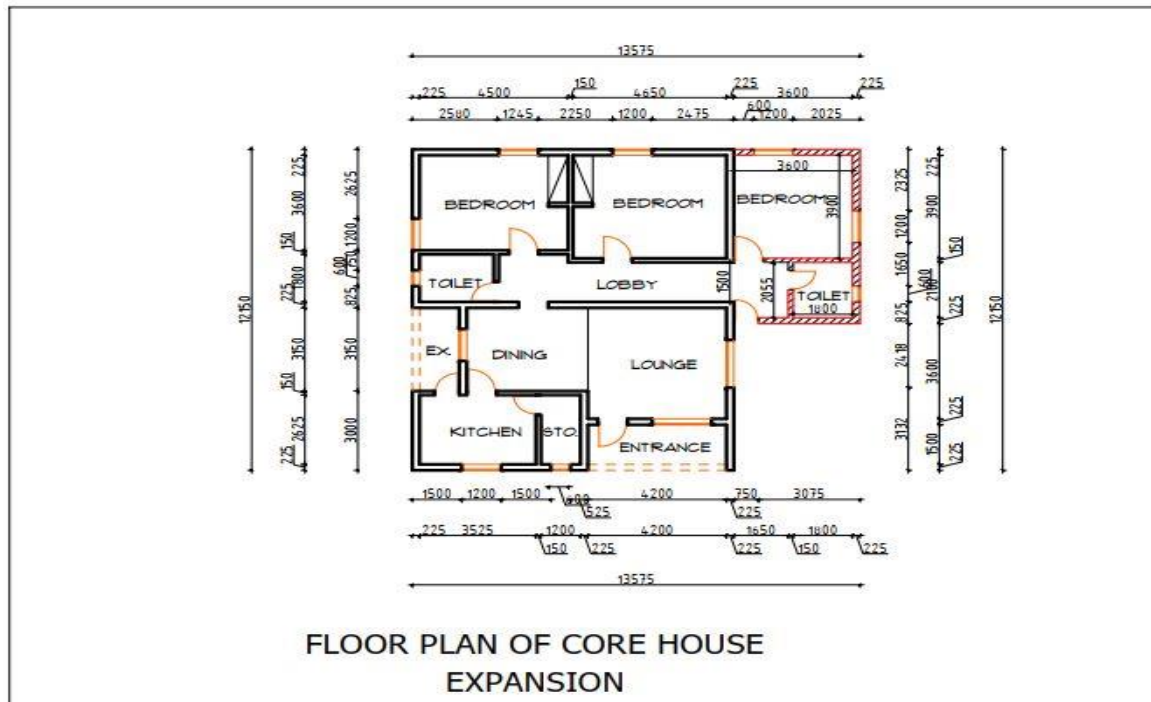 13575
225 4500 150 4650 225 3600 225
2580 1245 2250 1200 2475 600 1200 2025
3600
BEDROOM BEDROOM BEDROOM
3900
TOILET LOBBY 1500 2055 TOILET
1800
EX. DINING LOUNGE
KITCHEN STO. ENTRANCE
12150
225 3600 150 1800 225 3150 150 2625 225
2625 1200 600 750 825 3150 3000
2325 1200 1650 600 825 2418 3132
225 3900 150 225 3600 225 1500 225
12150
1500 1200 1500 4200 750 3075
525 225
225 3525 1200 4200 1650 1800
150 225 225 150 225
13575
FLOOR PLAN OF CORE HOUSE
EXPANSION